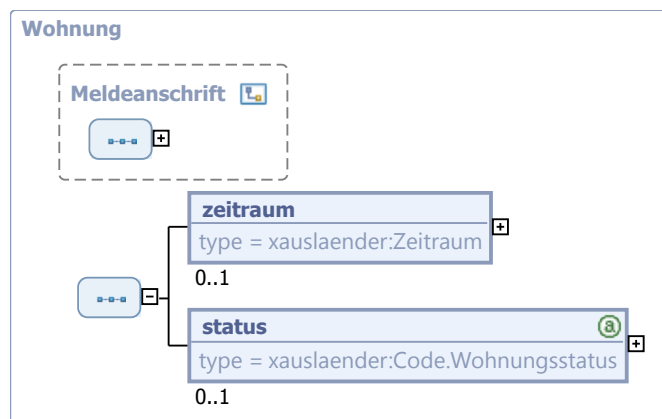 Wohnung
Meldeanschrift
zeitraum
type = xauslaender:Zeitraum
0..1
status
type = xauslaender:Code.Wohnungsstatus
0..1